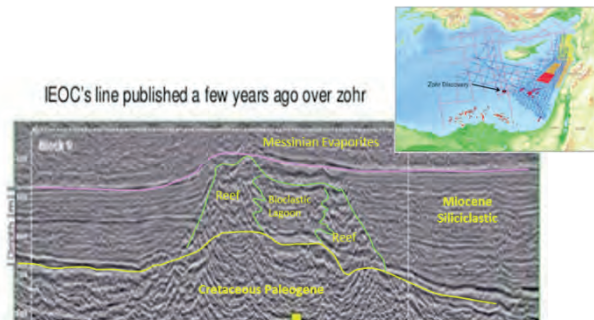 IEOC's line published a few years ago over zohr
Zohr Discovery
Block 9
Messinian Evaporites
Reef
Bioclastic
Lagoon
Reef
Miocene
Siliciclastic
Cretaceous Paleogene